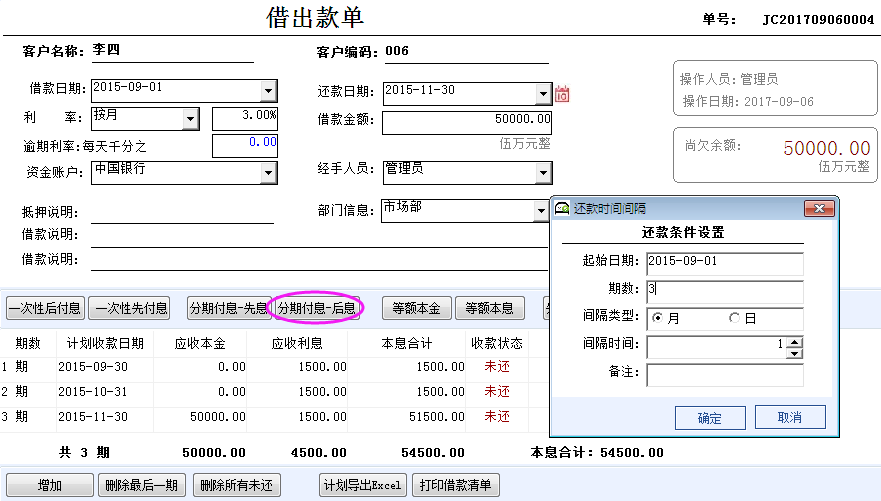 借出款单
单号： JC201709060004
客户名称：李四
客户编码：006
借款日期：2015-09-01
还款日期：2015-11-30
操作人员：管理员
操作日期：2017-09-06
利 率：按月 3.00%
借款金额：50000.00
伍万元整
逾期利率：每天千分之 0.00
尚欠余额： 50000.00
伍万元整
资金账户：中国银行
经手人员：管理员
抵押说明：
部门信息：市场部
借款说明：
借款说明：
还款时间间隔
还款条件设置
起始日期：2015-09-01
期数：3
间隔类型： 月 日
间隔时间： 1
备注：
确定 取消
一次性后付息 一次性先付息 分期付息-先息 分期付息-后息 等额本金 等额本息
期数 计划收款日期 应收本金 应收利息 本息合计 收款状态
1 期 2015-09-30 0.00 1500.00 1500.00 未还
2 期 2015-10-31 0.00 1500.00 1500.00 未还
3 期 2015-11-30 50000.00 1500.00 51500.00 未还
共 3 期 50000.00 4500.00 54500.00 本息合计：54500.00
增加 删除最后一期 删除所有未还 计划导出Excel 打印借款清单